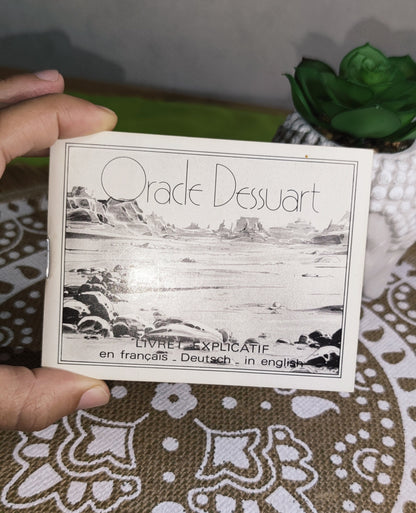 Oracle Dessuart
LIVRET EXPLICATIF
en français _ Deutsch _ in english